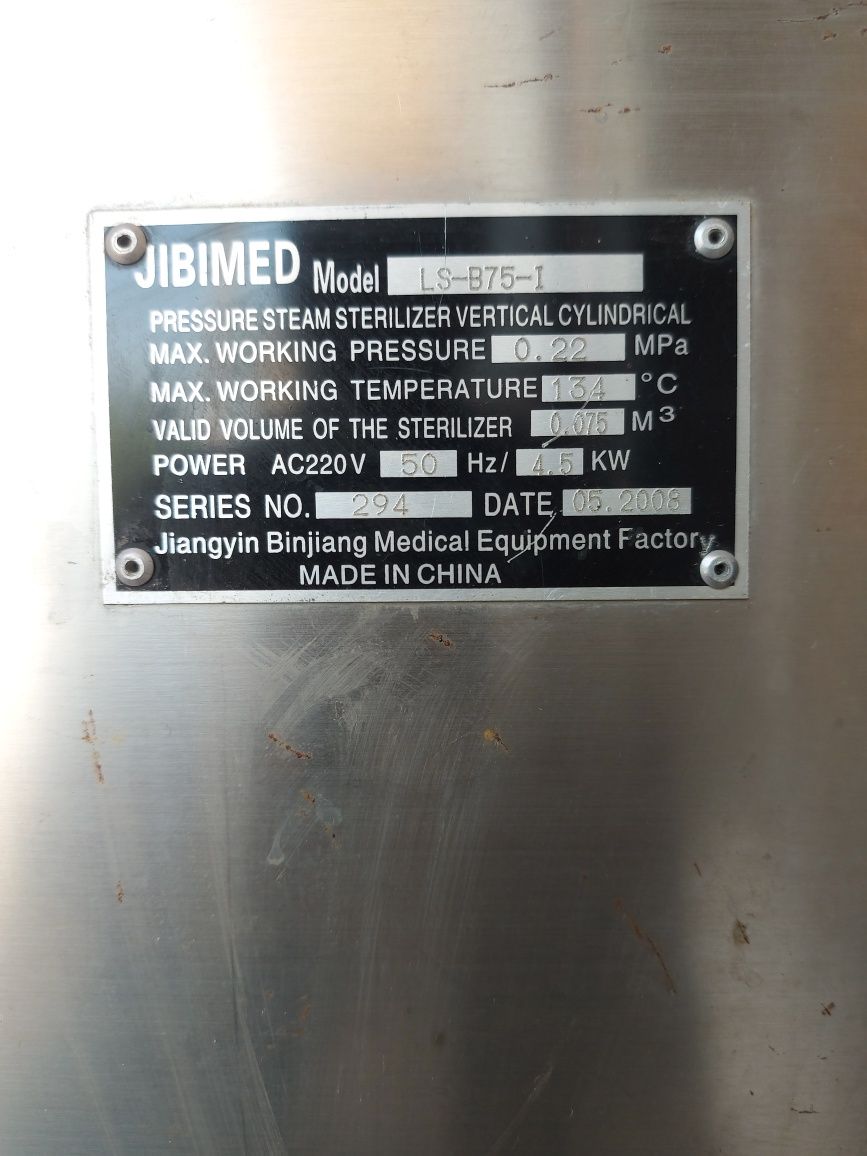 JIBIMED Model LS-B75-I
PRESSURE STEAM STERILIZER VERTICAL CYLINDRICAL
MAX. WORKING PRESSURE 0.22 MPa
MAX. WORKING TEMPERATURE 134 °C
VALID VOLUME OF THE STERILIZER 0.075 M³
POWER AC220V 50 Hz/ 4.5 KW
SERIES NO. 294 DATE 05.2008
Jiangyin Binjiang Medical Equipment Factory
MADE IN CHINA